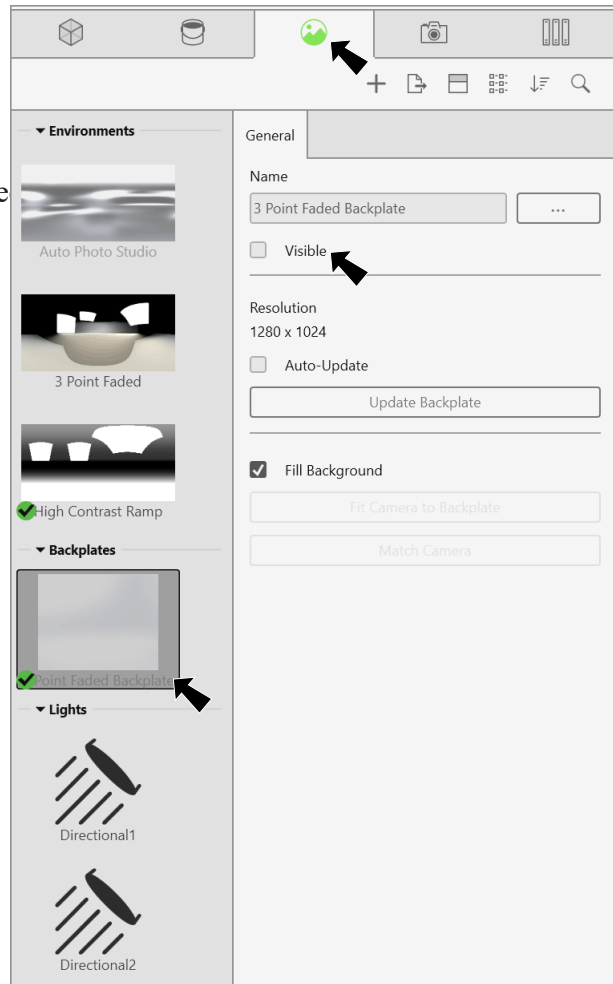 Environments
Auto Photo Studio
3 Point Faded
High Contrast Ramp
Backplates
Point Faded Backplate
Lights
Directional1
Directional2
General
Name
3 Point Faded Backplate
...
Visible
Resolution
1280 x 1024
Auto-Update
Update Backplate
Fill Background
Fit Camera to Backplate
Match Camera